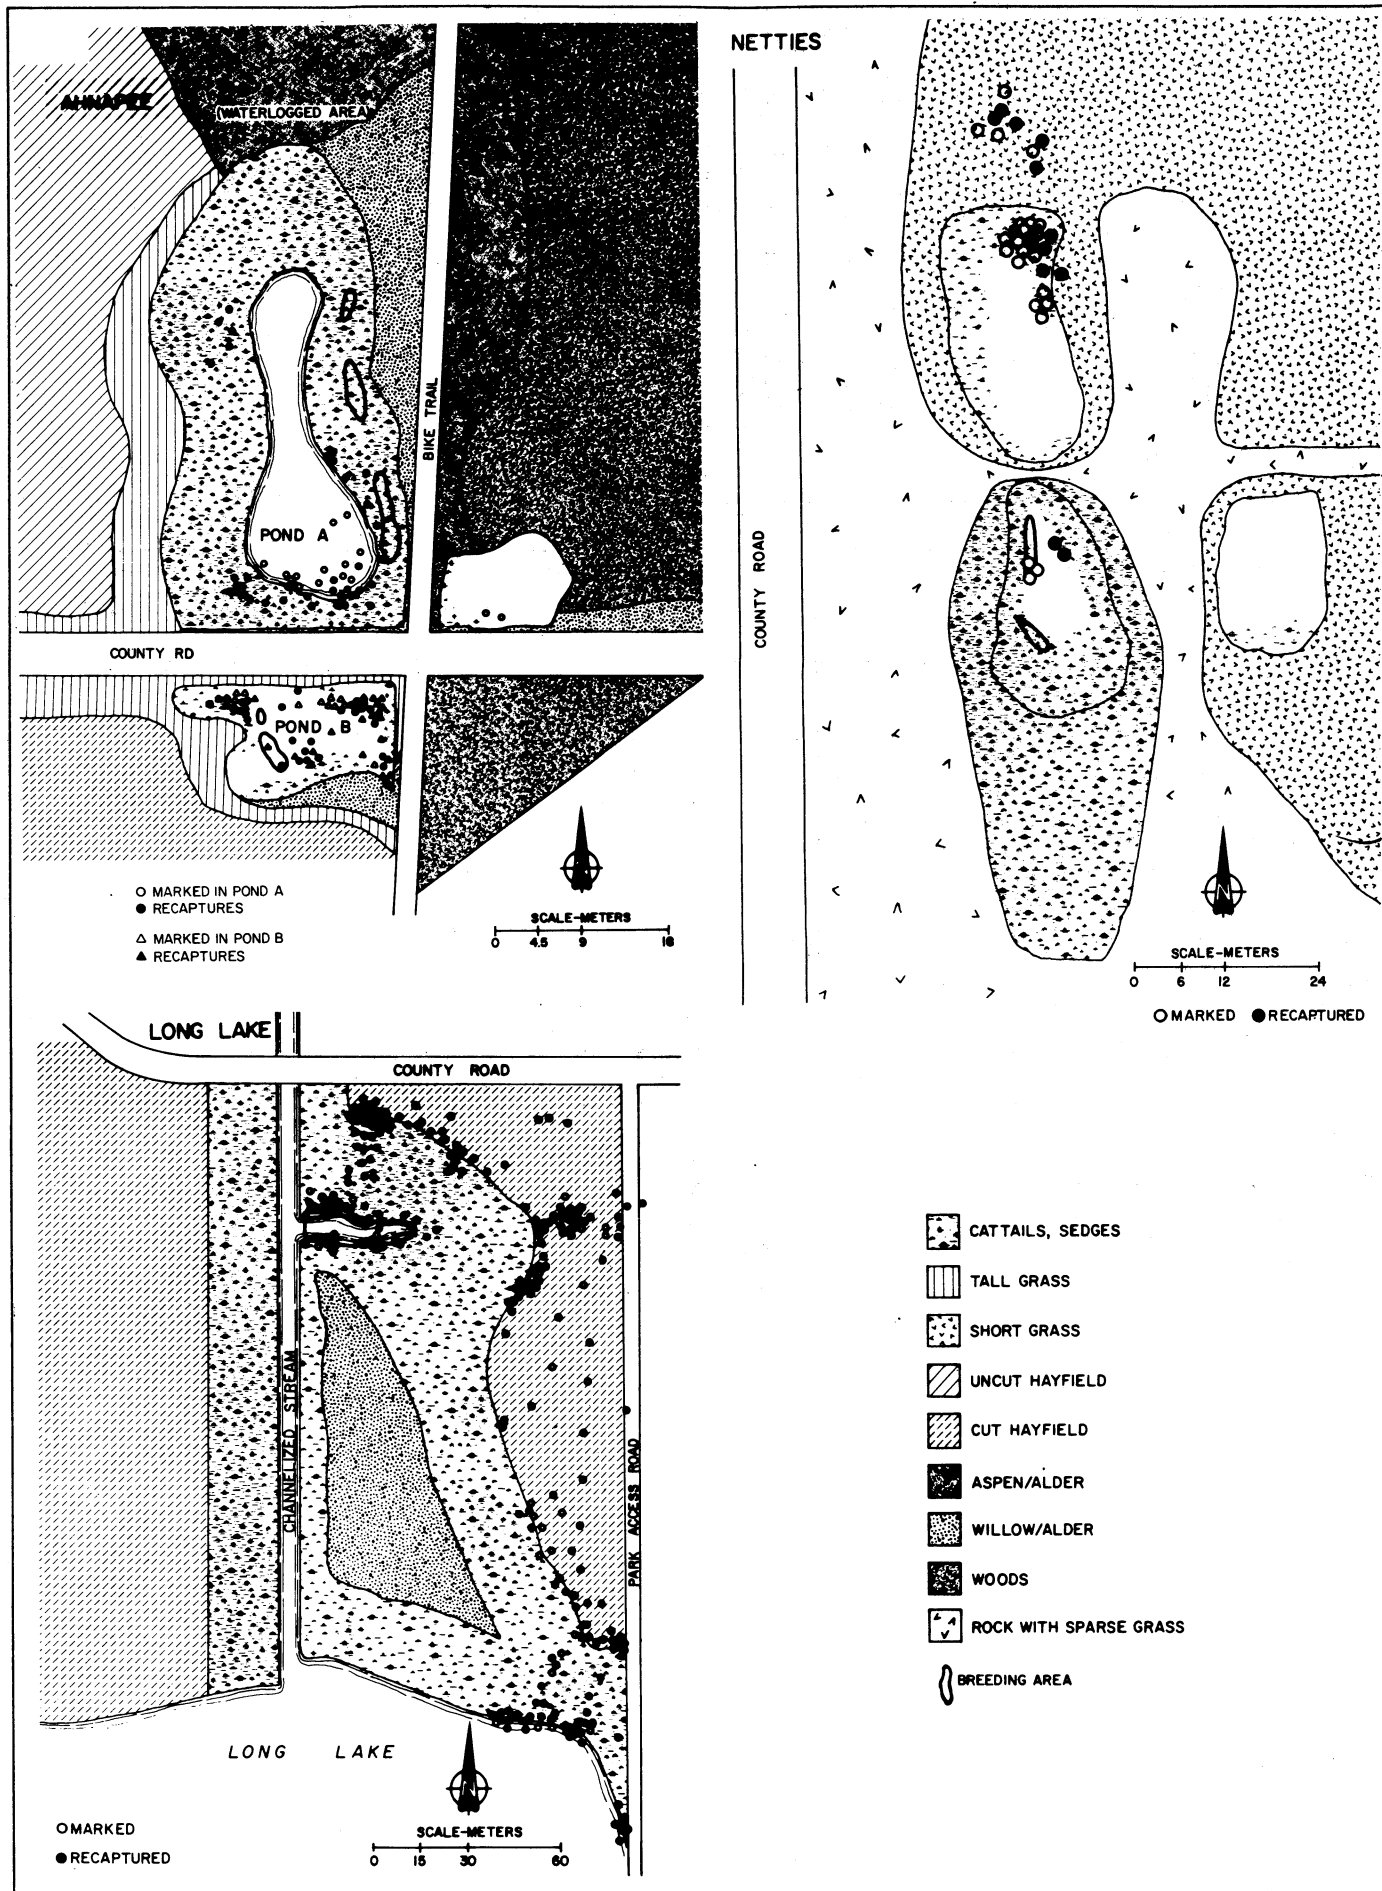 AHNAPEE
(WATERLOGGED AREA)
BIKE TRAIL
POND A
COUNTY RD
POND B
O MARKED IN POND A
● RECAPTURES
△ MARKED IN POND B
▲ RECAPTURES
SCALE-METERS
0 4.5 9 18
NETTIES
COUNTY ROAD
N
SCALE-METERS
0 6 12 24
O MARKED ● RECAPTURED
LONG LAKE
COUNTY ROAD
CHANNELIZED STREAM
PARK ACCESS ROAD
LONG LAKE
N
SCALE-METERS
0 15 30 60
O MARKED
● RECAPTURED
CATTAILS, SEDGES
TALL GRASS
SHORT GRASS
UNCUT HAYFIELD
CUT HAYFIELD
ASPEN/ALDER
WILLOW/ALDER
WOODS
ROCK WITH SPARSE GRASS
BREEDING AREA